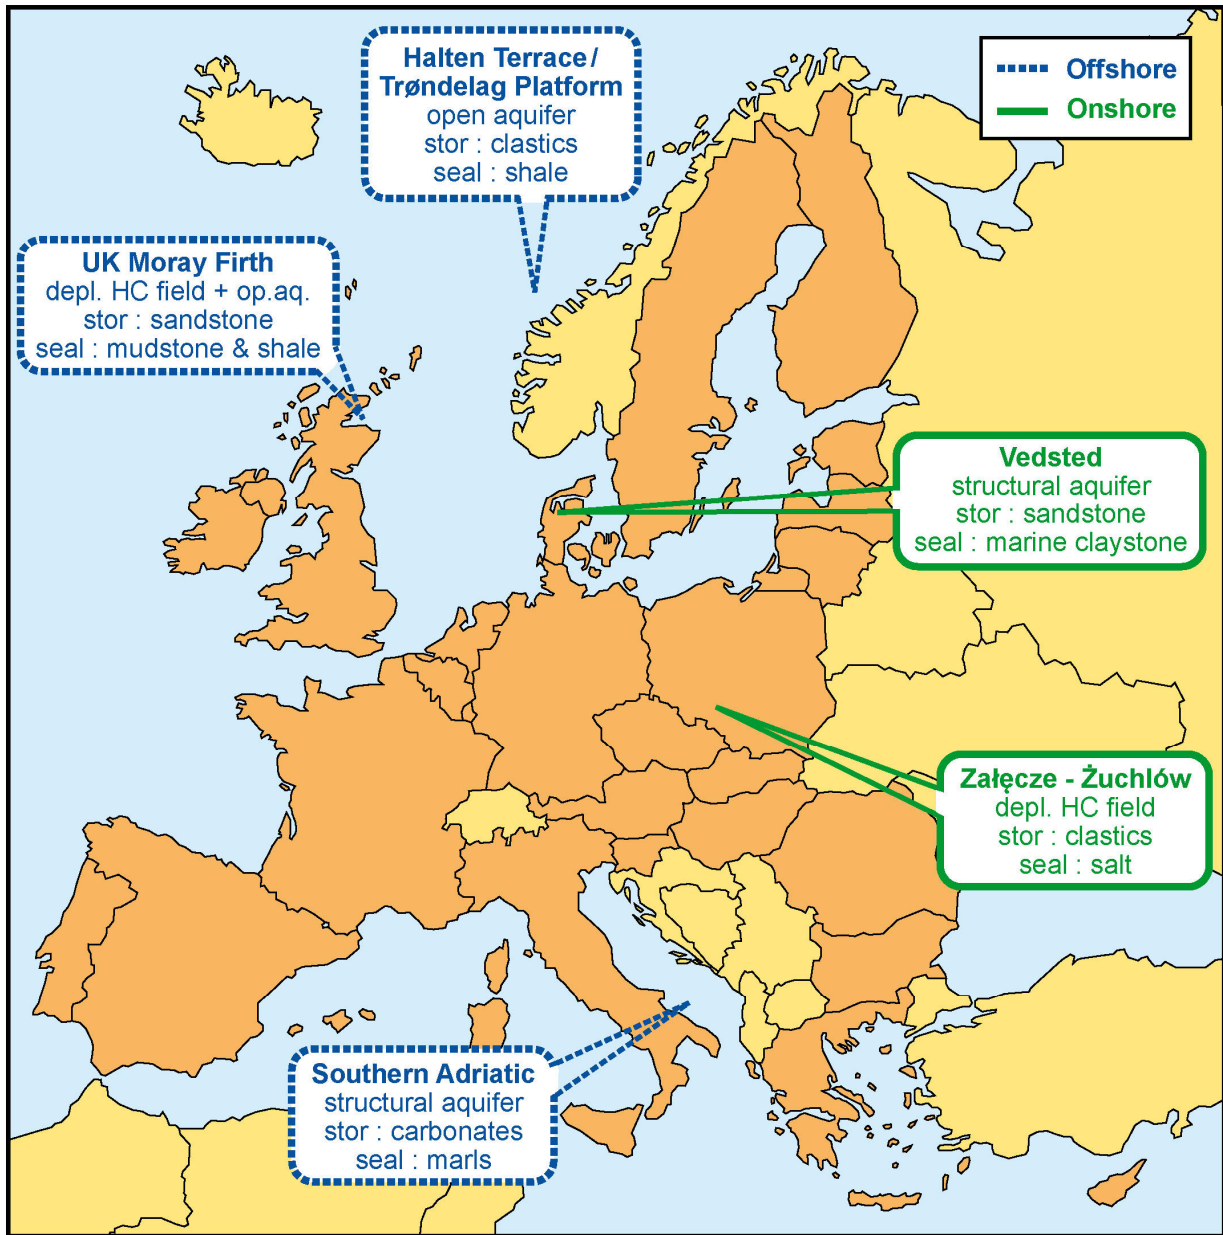 Halten Terrace /
Trøndelag Platform
open aquifer
stor : clastics
seal : shale
Offshore
Onshore
UK Moray Firth
depl. HC field + op.aq.
stor : sandstone
seal : mudstone & shale
Vedsted
structural aquifer
stor : sandstone
seal : marine claystone
Załęcze - Żuchlów
depl. HC field
stor : clastics
seal : salt
Southern Adriatic
structural aquifer
stor : carbonates
seal : marls